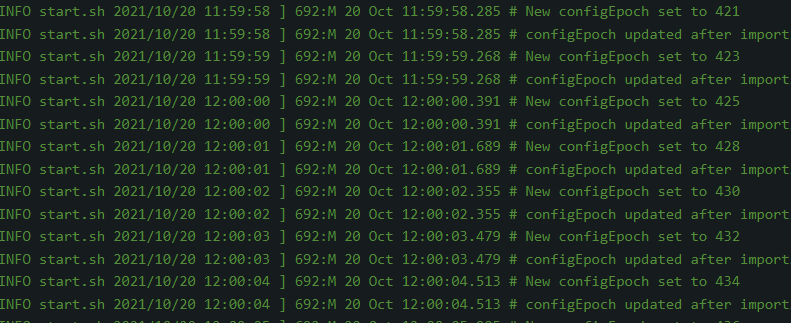 INFO start.sh 2021/10/20 11:59:58 ] 692:M 20 Oct 11:59:58.285 # New configEpoch set to 421
INFO start.sh 2021/10/20 11:59:58 ] 692:M 20 Oct 11:59:58.285 # configEpoch updated after import
INFO start.sh 2021/10/20 11:59:59 ] 692:M 20 Oct 11:59:59.268 # New configEpoch set to 423
INFO start.sh 2021/10/20 11:59:59 ] 692:M 20 Oct 11:59:59.268 # configEpoch updated after import
INFO start.sh 2021/10/20 12:00:00 ] 692:M 20 Oct 12:00:00.391 # New configEpoch set to 425
INFO start.sh 2021/10/20 12:00:00 ] 692:M 20 Oct 12:00:00.391 # configEpoch updated after import
INFO start.sh 2021/10/20 12:00:01 ] 692:M 20 Oct 12:00:01.689 # New configEpoch set to 428
INFO start.sh 2021/10/20 12:00:01 ] 692:M 20 Oct 12:00:01.689 # configEpoch updated after import
INFO start.sh 2021/10/20 12:00:02 ] 692:M 20 Oct 12:00:02.355 # New configEpoch set to 430
INFO start.sh 2021/10/20 12:00:02 ] 692:M 20 Oct 12:00:02.355 # configEpoch updated after import
INFO start.sh 2021/10/20 12:00:03 ] 692:M 20 Oct 12:00:03.479 # New configEpoch set to 432
INFO start.sh 2021/10/20 12:00:03 ] 692:M 20 Oct 12:00:03.479 # configEpoch updated after import
INFO start.sh 2021/10/20 12:00:04 ] 692:M 20 Oct 12:00:04.513 # New configEpoch set to 434
INFO start.sh 2021/10/20 12:00:04 ] 692:M 20 Oct 12:00:04.513 # configEpoch updated after import